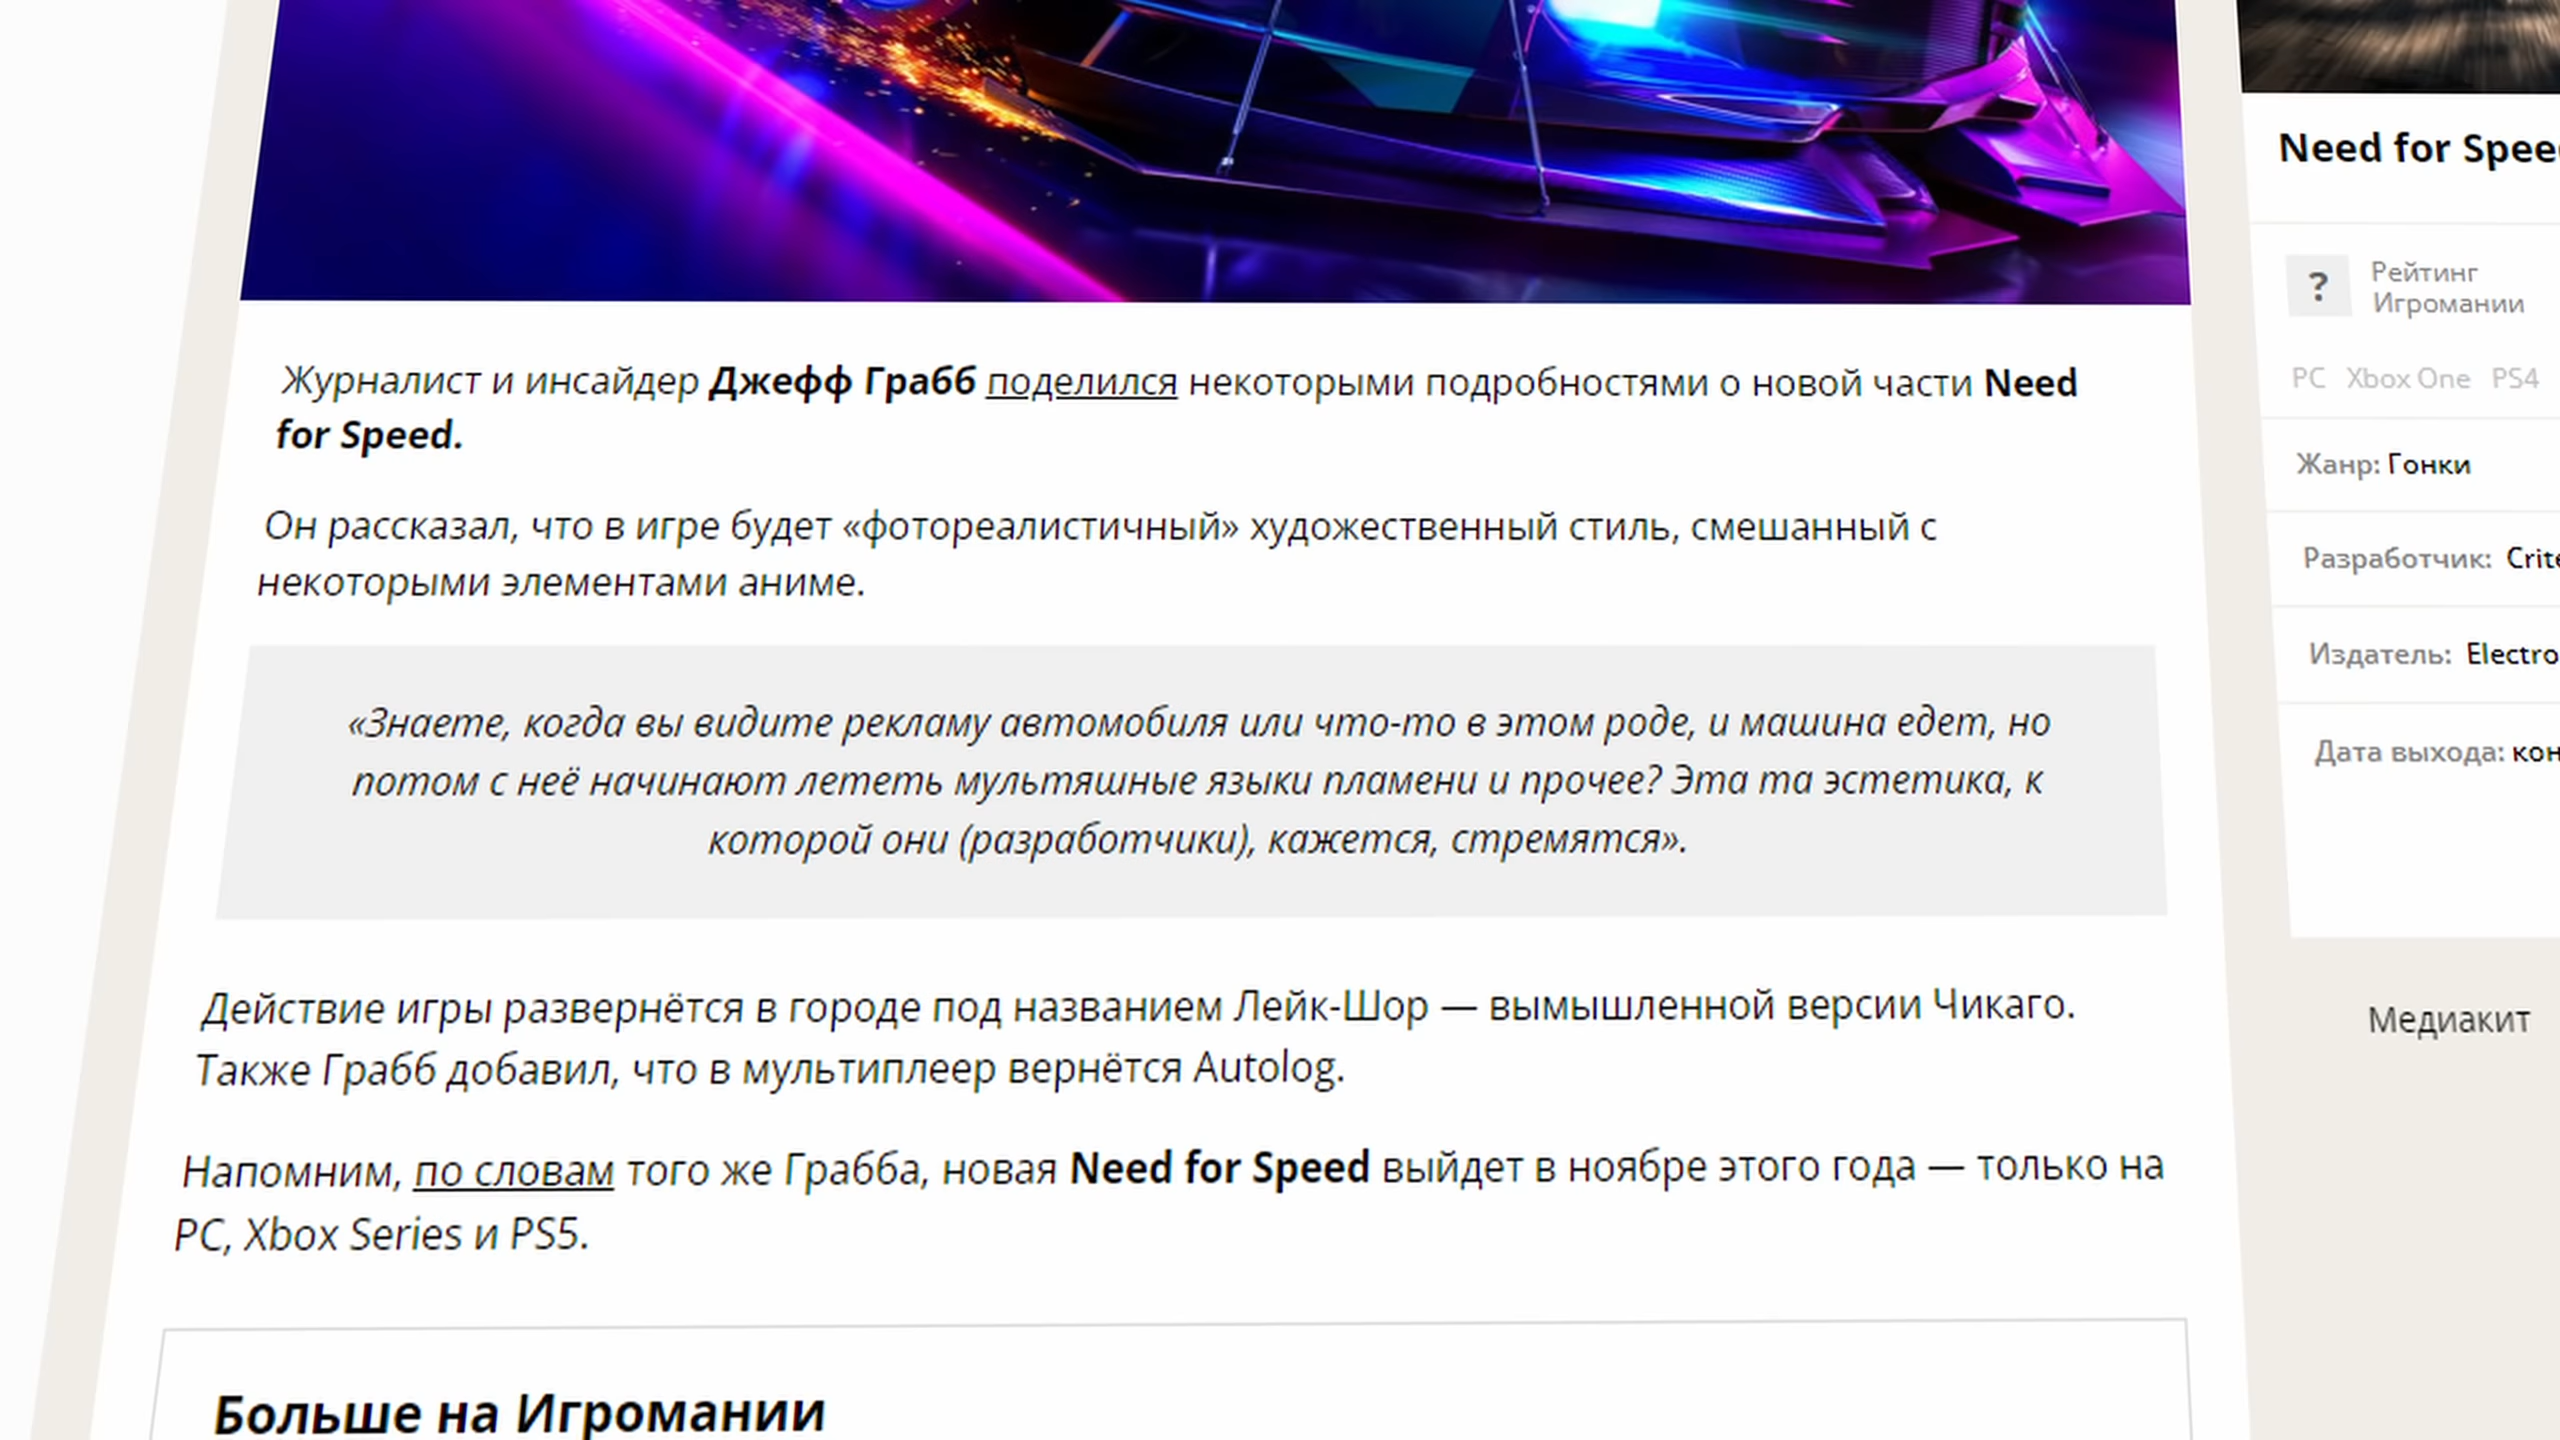 Журналист и инсайдер Джефф Грабб поделился некоторыми подробностями о новой части Need
for Speed.
Он рассказал, что в игре будет «фотореалистичный» художественный стиль, смешанный с
некоторыми элементами аниме.
«Знаете, когда вы видите рекламу автомобиля или что-то в этом роде, и машина едет, но
потом с неё начинают лететь мультяшные языки пламени и прочее? Эта та эстетика, к
которой они (разработчики), кажется, стремятся».
Действие игры развернётся в городе под названием Лейк-Шор — вымышленной версии Чикаго.
Также Грабб добавил, что в мультиплеер вернётся Autolog.
Напомним, по словам того же Грабба, новая Need for Speed выйдет в ноябре этого года — только на
PC, Xbox Series и PS5.
Больше на Игромании
Need for Spee
?
Рейтинг
Игромании
PC Xbox One PS4
Жанр: Гонки
Разработчик: Crite
Издатель: Electro
Дата выхода: кон
Медиакит